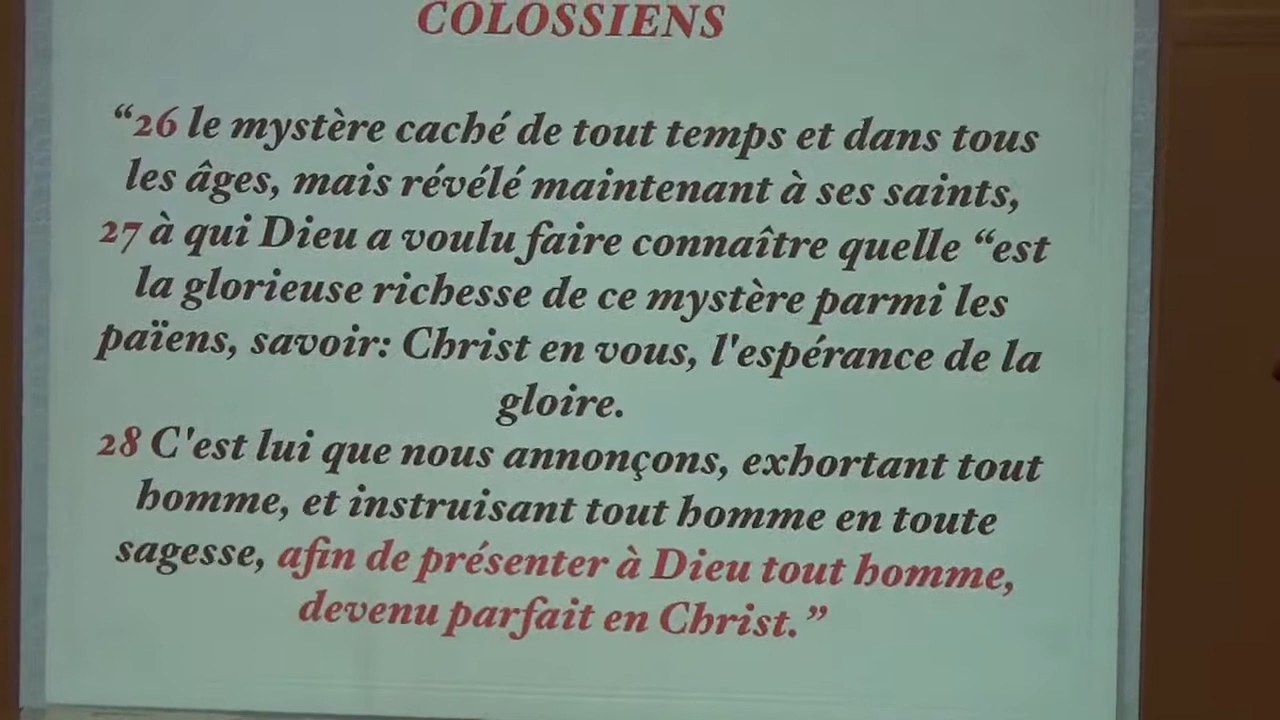 COLOSSIENS
“26 le mystère caché de tout temps et dans tous
les âges, mais révélé maintenant à ses saints,
27 à qui Dieu a voulu faire connaître quelle “est
la glorieuse richesse de ce mystère parmi les
païens, savoir: Christ en vous, l'espérance de la
gloire.
28 C'est lui que nous annonçons, exhortant tout
homme, et instruisant tout homme en toute
sagesse, afin de présenter à Dieu tout homme,
devenu parfait en Christ.”